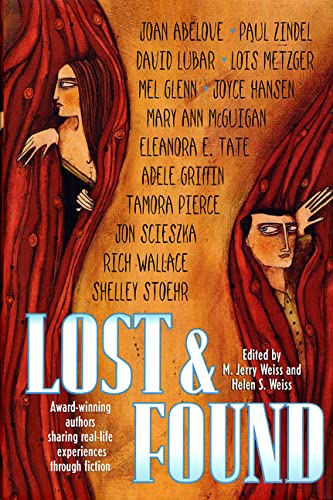 JOAN ABELOVE • PAUL ZINDEL
DAVID LUBAR • LOIS METZGER
MEL GLENN • JOYCE HANSEN
MARY ANN McGUIGAN
ELEANORA E. TATE
ADELE GRIFFIN
TAMORA PIERCE
JON SCIESZKA
RICH WALLACE
SHELLEY STOEHR
LOST &
FOUND
Edited by
M. Jerry Weiss and
Helen S. Weiss
Award-winning
authors
sharing real-life
experiences
through fiction